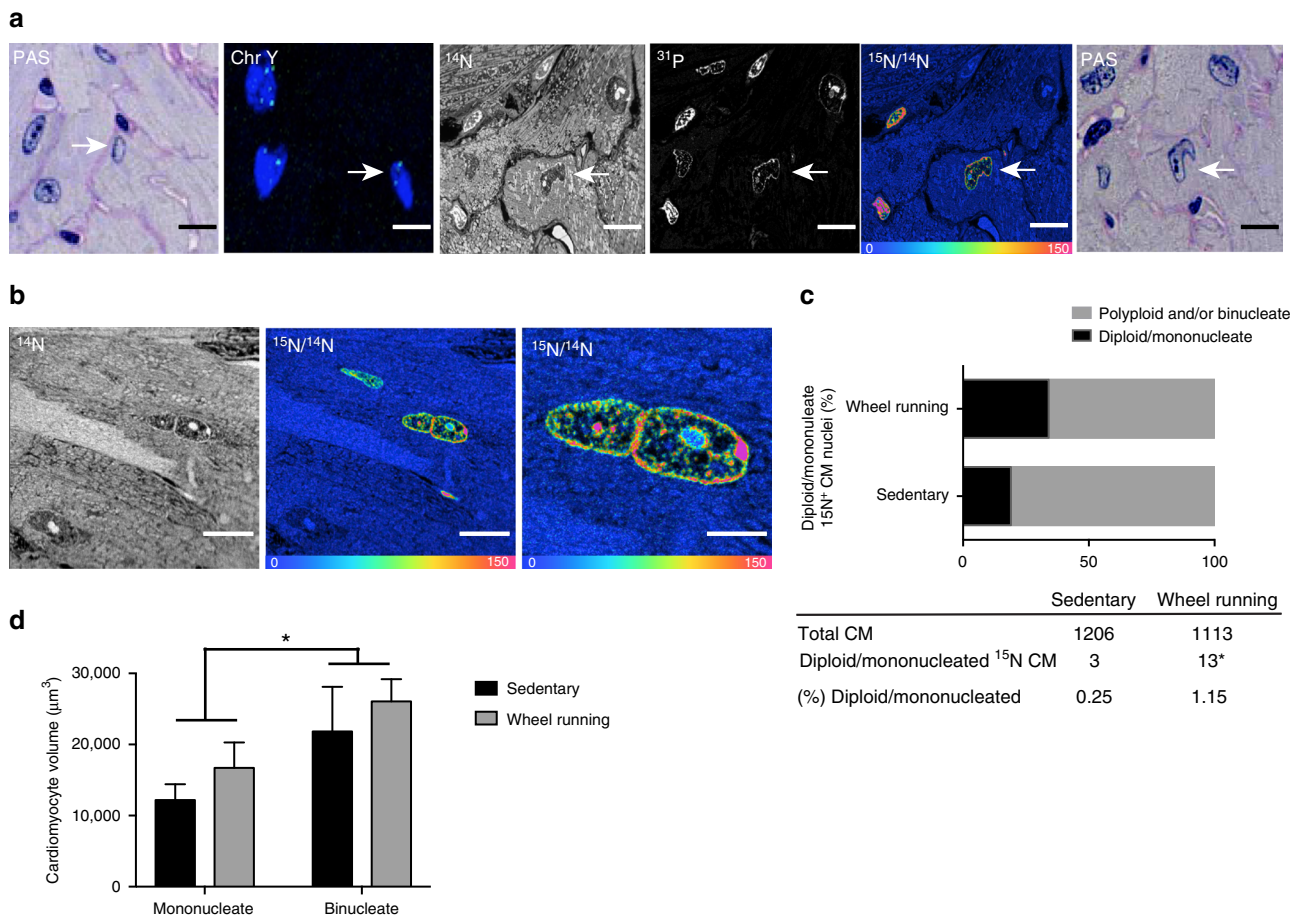 a
PAS
Chr Y
¹⁴N
³¹P
¹⁵N/¹⁴N
0 150
PAS
b
¹⁴N
¹⁵N/¹⁴N
0 150
¹⁵N/¹⁴N
0 150
c
Polyploid and/or binucleate
Diploid/mononucleate
Diploid/mononuleate
15N⁺ CM nuclei (%)
Wheel running
Sedentary
0 50 100
Sedentary Wheel running
Total CM 1206 1113
Diploid/mononucleated ¹⁵N CM 3 13*
(%) Diploid/mononucleated 0.25 1.15
d
Cardiomyocyte volume (μm³)
30,000
20,000
10,000
0
*
Sedentary
Wheel running
Mononucleate Binucleate